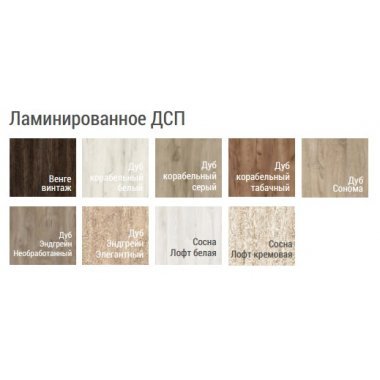 Ламинированное ДСП
Венге
винтаж
Дуб
корабельный
белый
Дуб
корабельный
серый
Дуб
корабельный
табачный
Дуб
Сонома
Дуб
Эндгрейн
Необработанный
Дуб
Эндгрейн
Элегантный
Сосна
Лофт белая
Сосна
Лофт кремовая